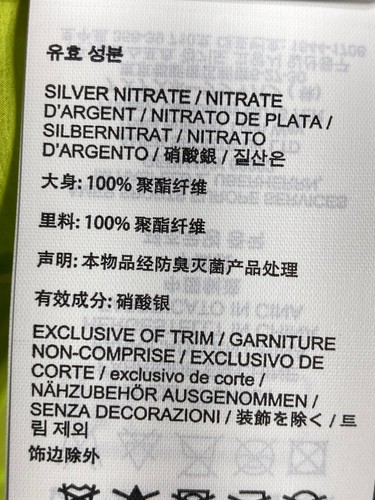 유효 성분
SILVER NITRATE / NITRATE
D'ARGENT / NITRATO DE PLATA /
SILBERNITRAT / NITRATO
D'ARGENTO / 硝酸銀 / 질산은
大身: 100% 聚酯纤维
里料: 100% 聚酯纤维
声明: 本物品经防臭灭菌产品处理
有效成分: 硝酸银
EXCLUSIVE OF TRIM / GARNITURE
NON-COMPRISE / EXCLUSIVO DE
CORTE / exclusivo de corte /
NÄHZUBEHÖR AUSGENOMMEN /
SENZA DECORAZIONI / 装飾を除く / 트
림 제외
饰边除外